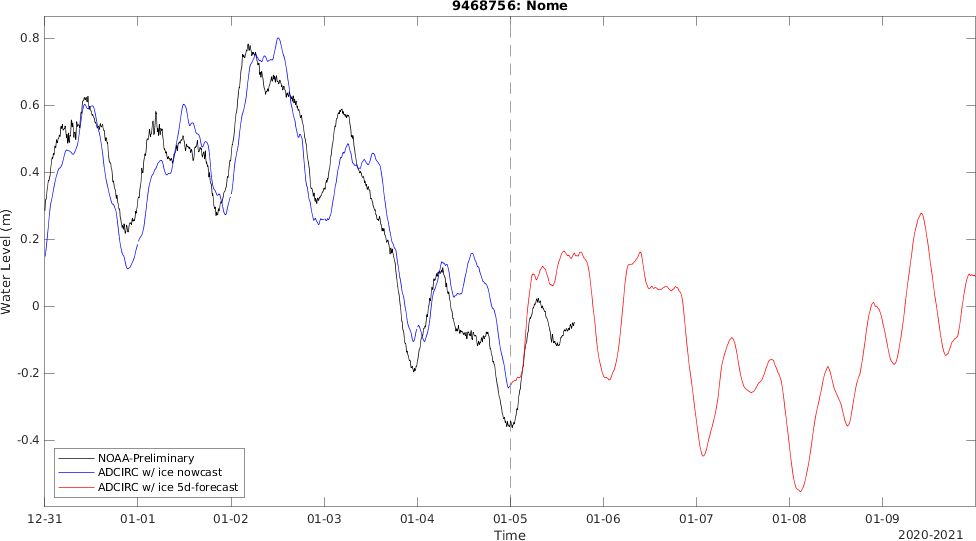 9468756: Nome
0.8
0.6
0.4
0.2
0
-0.2
-0.4
Water Level (m)
NOAA-Preliminary
ADCIRC w/ ice nowcast
ADCIRC w/ ice 5d-forecast
12-31 01-01 01-02 01-03 01-04 01-05 01-06 01-07 01-08 01-09
Time
2020-2021